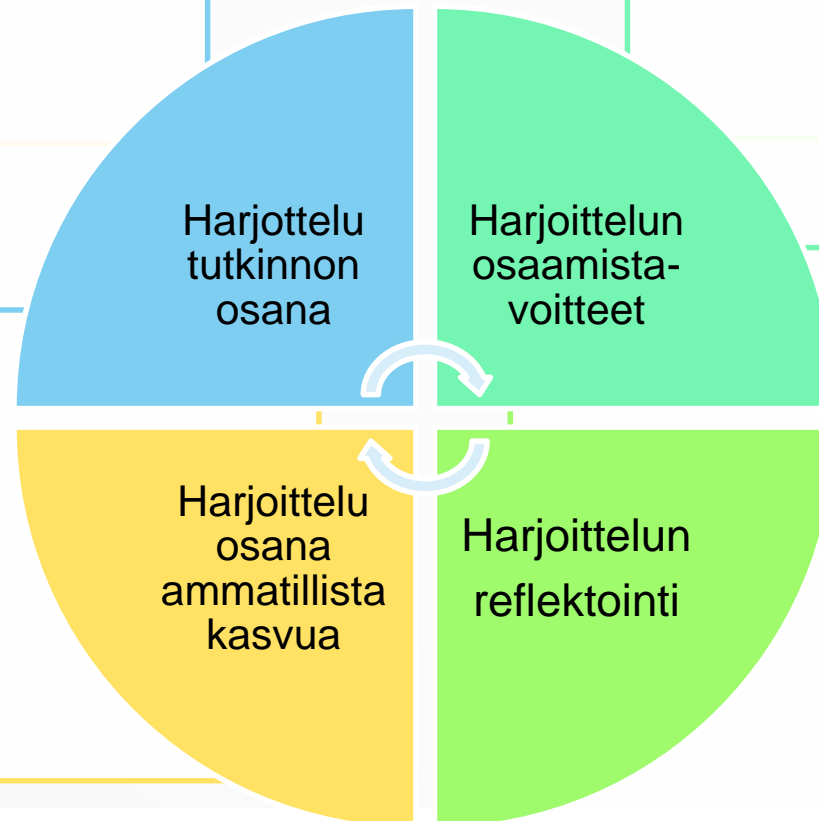 Harjottelu
tutkinnon
osana
Harjoittelun
osaamista-
voitteet
Harjoittelu
osana
ammatillista
kasvua
Harjoittelun
reflektointi